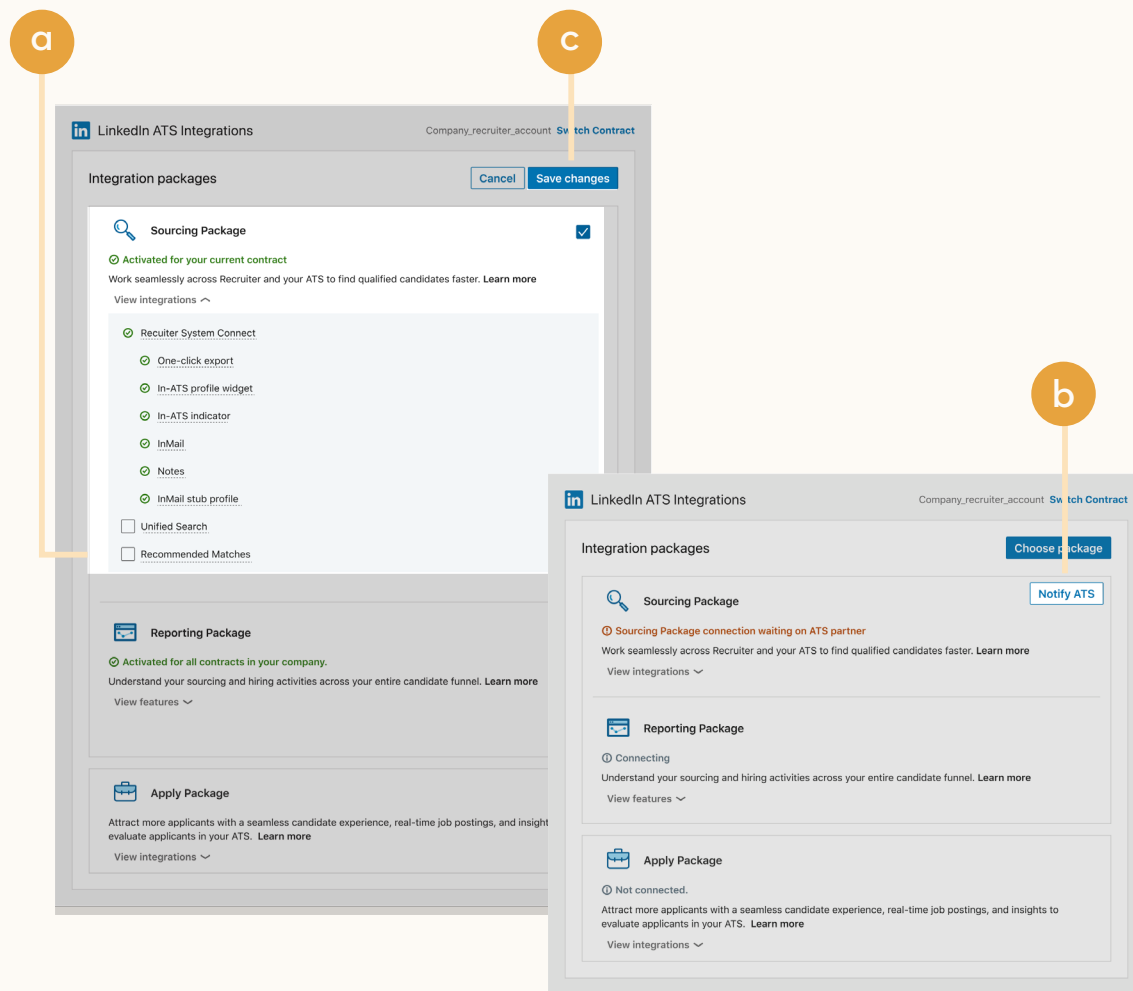 a
c
in LinkedIn ATS Integrations
Company_recruiter_account Switch Contract
Integration packages
Cancel
Save changes
Sourcing Package
Activated for your current contract
Work seamlessly across Recruiter and your ATS to find qualified candidates faster. Learn more
View integrations
Recuiter System Connect
One-click export
In-ATS profile widget
In-ATS indicator
InMail
Notes
InMail stub profile
Unified Search
Recommended Matches
Reporting Package
Activated for all contracts in your company.
Understand your sourcing and hiring activities across your entire candidate funnel. Learn more
View features
Apply Package
Attract more applicants with a seamless candidate experience, real-time job postings, and insight
evaluate applicants in your ATS. Learn more
View integrations
b
in LinkedIn ATS Integrations
Company_recruiter_account Switch Contract
Integration packages
Choose package
Sourcing Package
Notify ATS
Sourcing Package connection waiting on ATS partner
Work seamlessly across Recruiter and your ATS to find qualified candidates faster. Learn more
View integrations
Reporting Package
Connecting
Understand your sourcing and hiring activities across your entire candidate funnel. Learn more
View features
Apply Package
Not connected.
Attract more applicants with a seamless candidate experience, real-time job postings, and insights to
evaluate applicants in your ATS. Learn more
View integrations